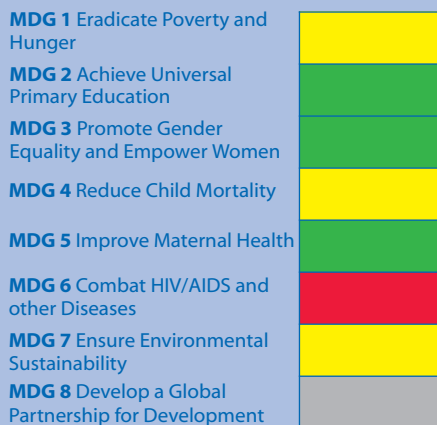 MDG 1 Eradicate Poverty and
Hunger
MDG 2 Achieve Universal
Primary Education
MDG 3 Promote Gender
Equality and Empower Women
MDG 4 Reduce Child Mortality
MDG 5 Improve Maternal Health
MDG 6 Combat HIV/AIDS and
other Diseases
MDG 7 Ensure Environmental
Sustainability
MDG 8 Develop a Global
Partnership for Development